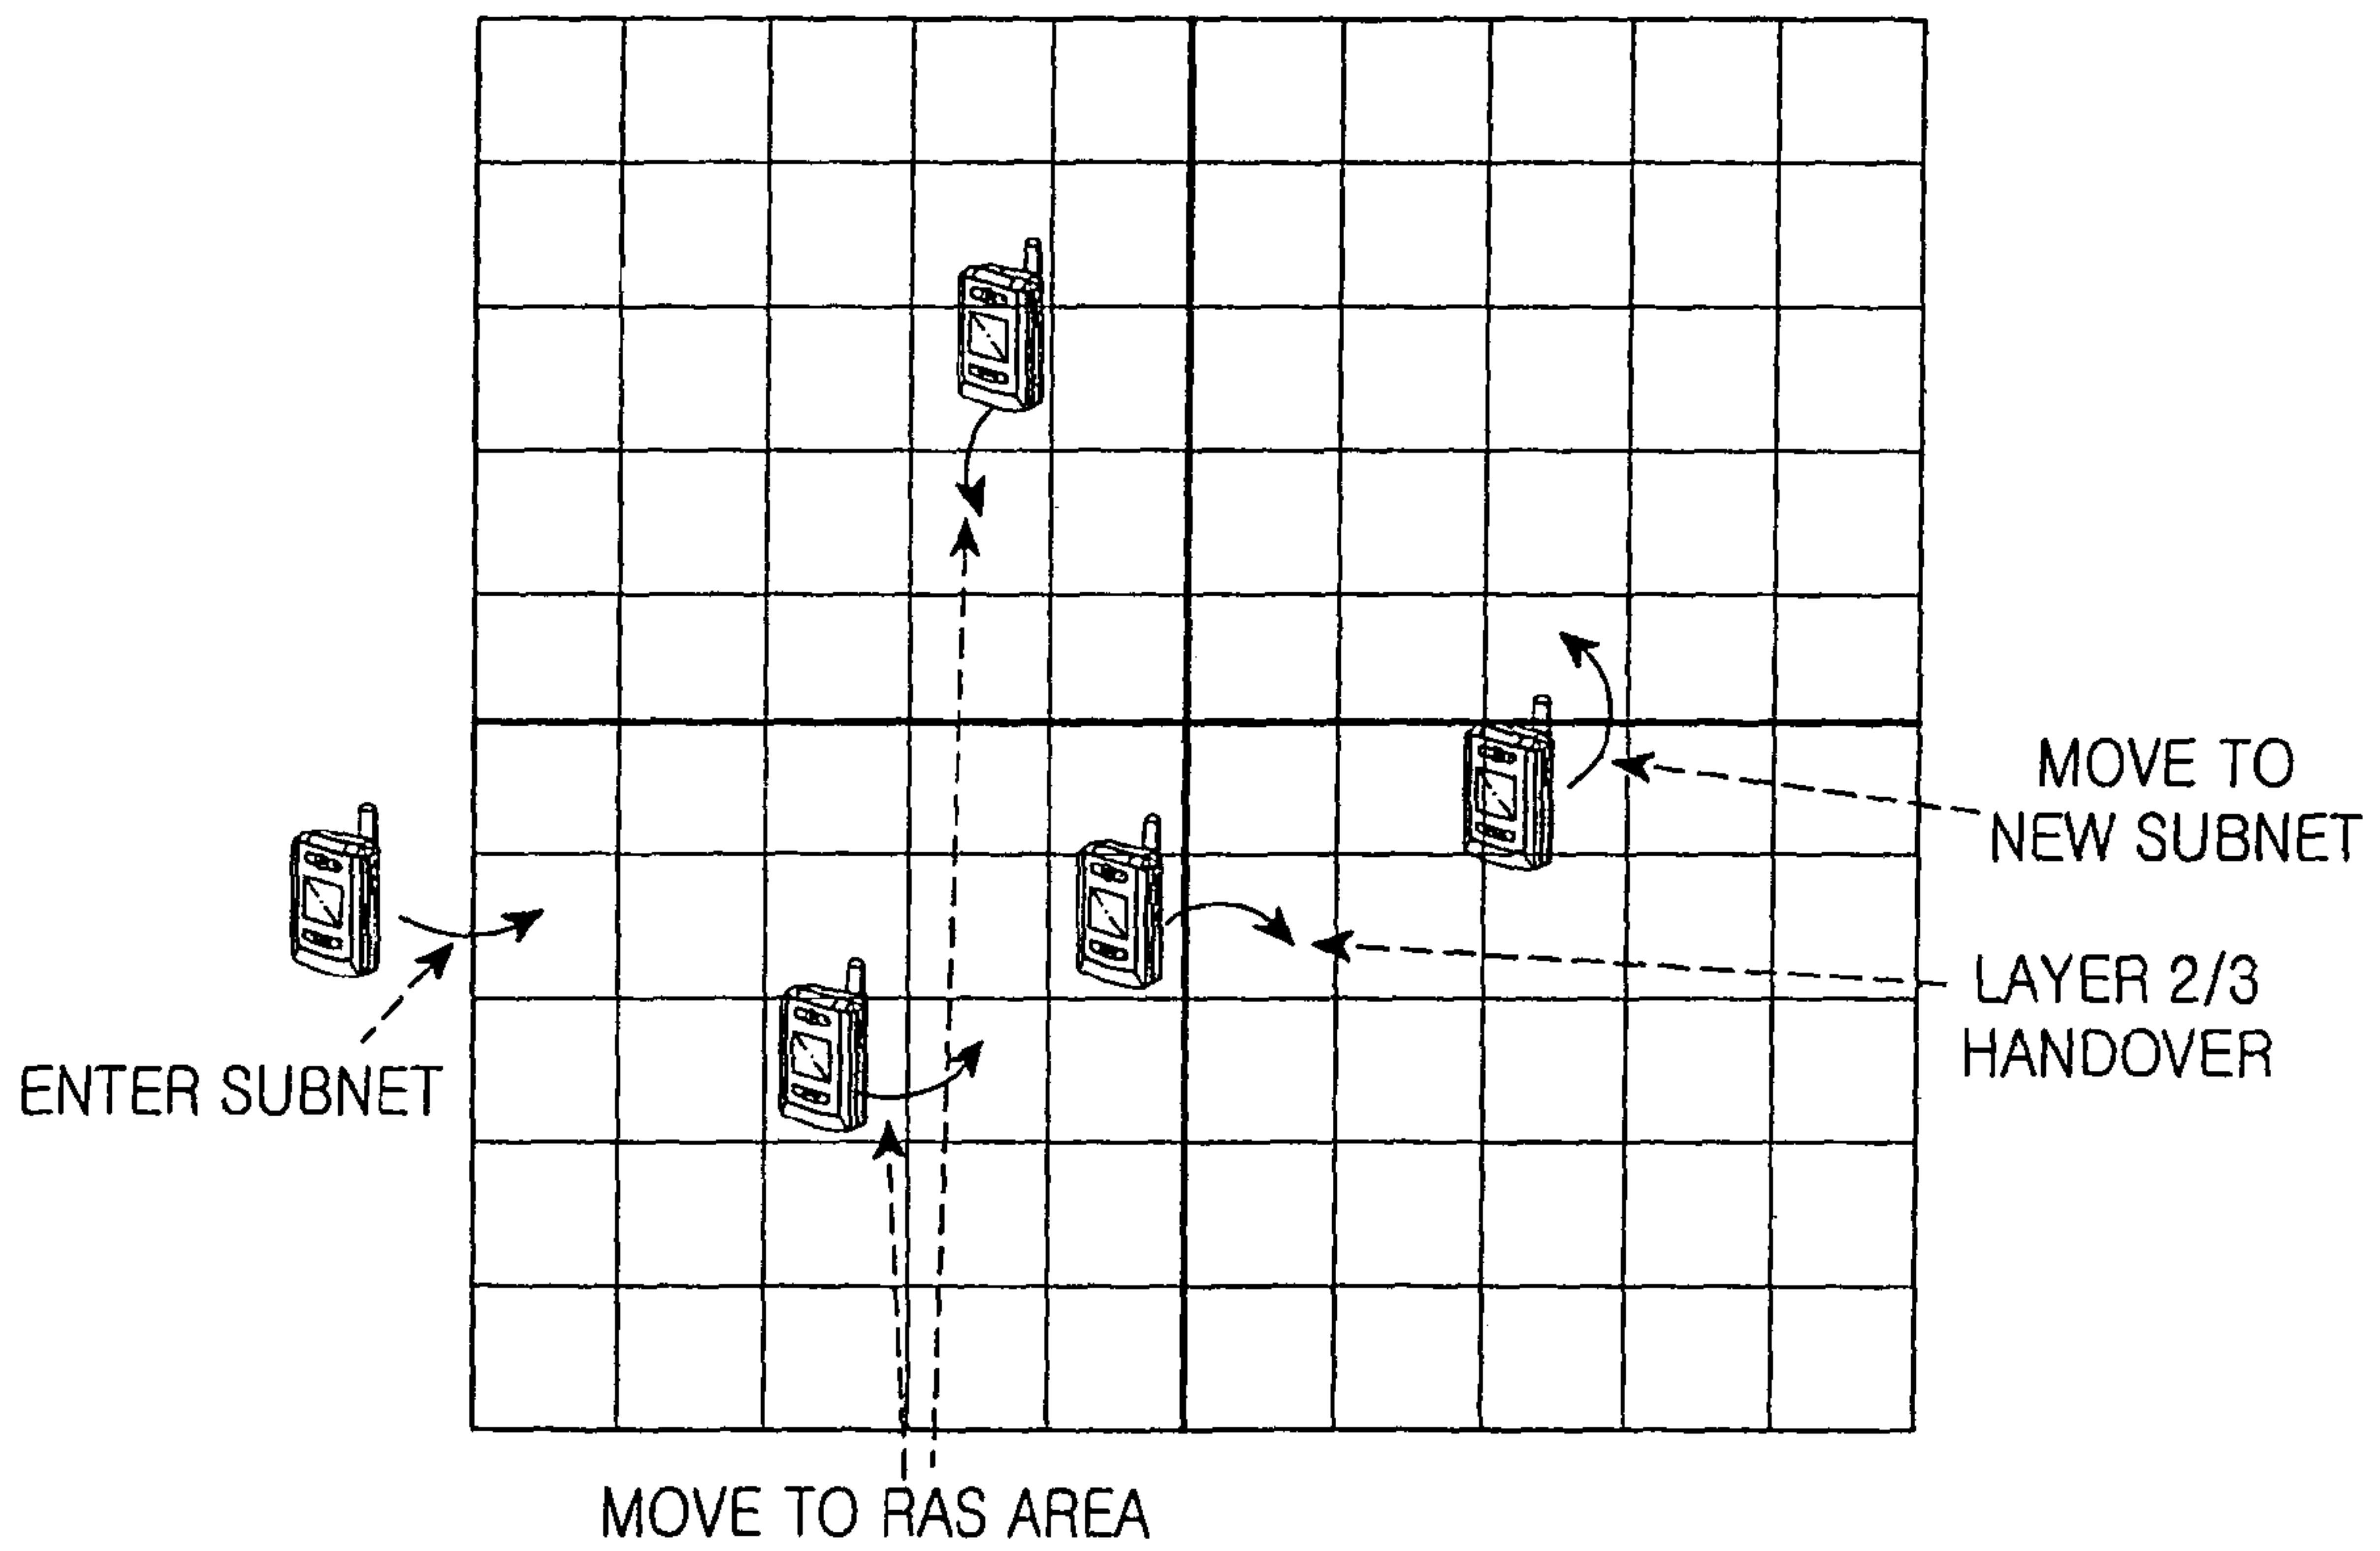 MOVE TO
NEW SUBNET
LAYER 2/3
HANDOVER
ENTER SUBNET
MOVE TO RAS AREA